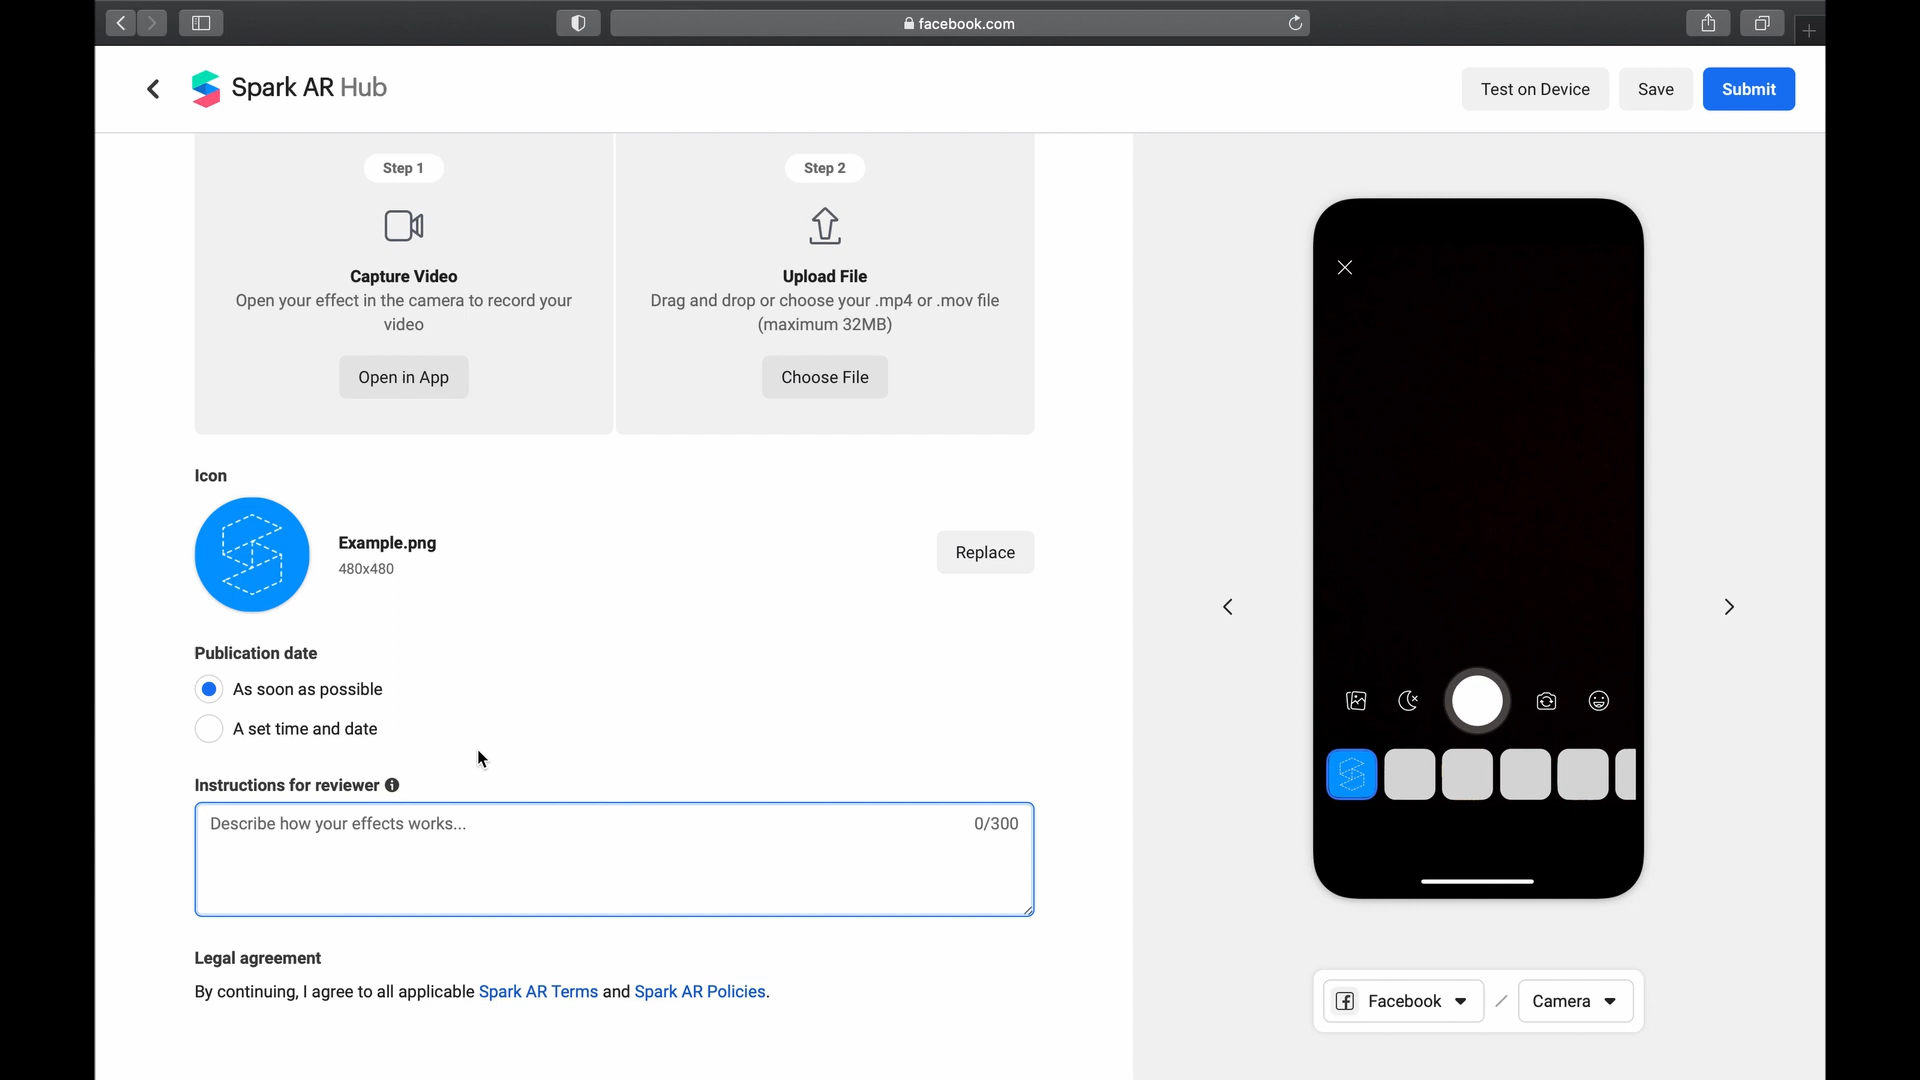 facebook.com
Spark AR Hub
Test on Device
Save
Submit
Step 1
Capture Video
Open your effect in the camera to record your
video
Open in App
Step 2
Upload File
Drag and drop or choose your .mp4 or .mov file
(maximum 32MB)
Choose File
Icon
Example.png
480x480
Replace
Publication date
As soon as possible
A set time and date
Instructions for reviewer
Describe how your effects works...
0/300
Legal agreement
By continuing, I agree to all applicable Spark AR Terms and Spark AR Policies.
Facebook
Camera